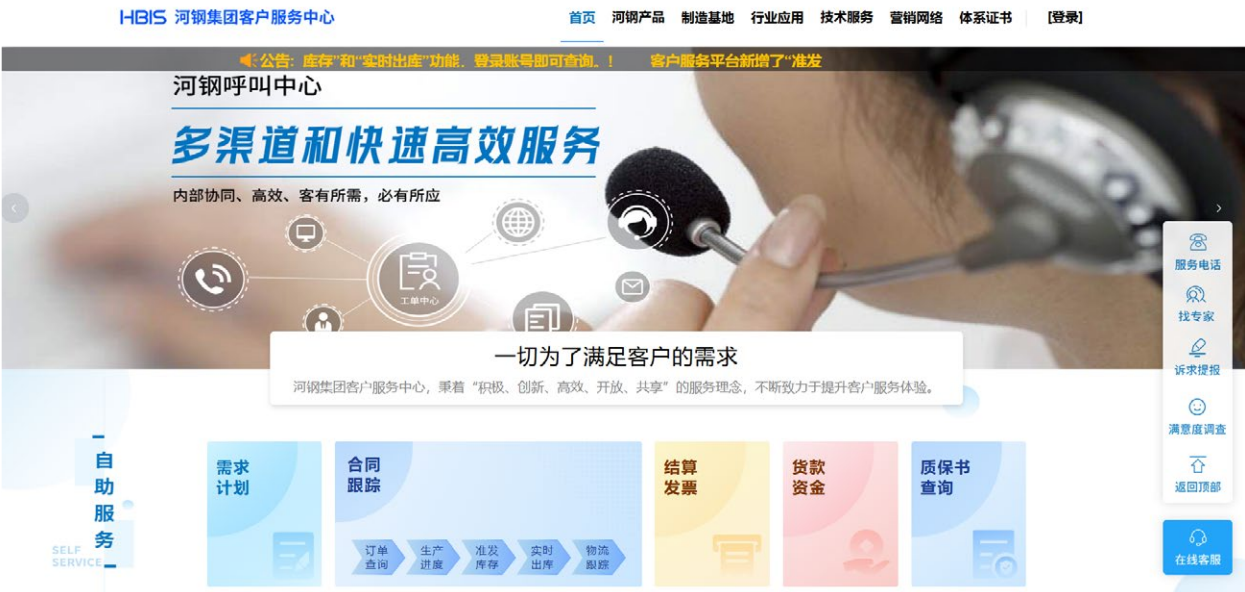 HBIS 河钢集团客户服务中心
首页 河钢产品 制造基地 行业应用 技术服务 营销网络 体系证书 [登录]
公告：库存”和“实时出库”功能，登录账号即可查询。！ 客户服务平台新增了“准发
河钢呼叫中心
多渠道和快速高效服务
内部协同、高效、客有所需，必有所应
工单中心
服务电话
找专家
诉求提报
满意度调查
返回顶部
在线客服
一切为了满足客户的需求
河钢集团客户服务中心，秉着“积极、创新、高效、开放、共享”的服务理念，不断致力于提升客户服务体验。
自助服务
SELF
SERVICE
需求
计划
合同
跟踪
订单
查询
生产
进度
准发
库存
实时
出库
物流
跟踪
结算
发票
货款
资金
质保书
查询